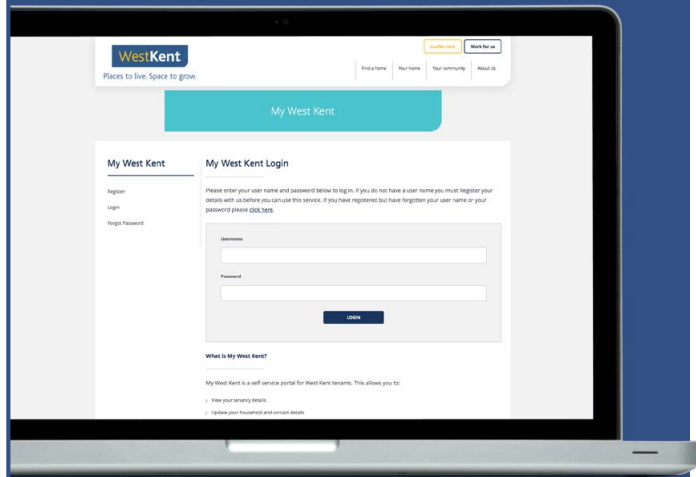 Work for us
WestKent
Places to live. Space to grow.
Find a home
Your home
Your community
About Us
My West Kent
My West Kent
Register
Login
Forgot Password
My West Kent Login
Please enter your user name and password below to log in. If you do not have a user name you must Register your
details with us before you can use this service. If you have registered but have forgotten your user name or your
password please click here.
Username
Password
LOGIN
What is My West Kent?
My West Kent is a self service portal for West Kent tenants. This allows you to:
View your tenancy details
Update your household and contact details